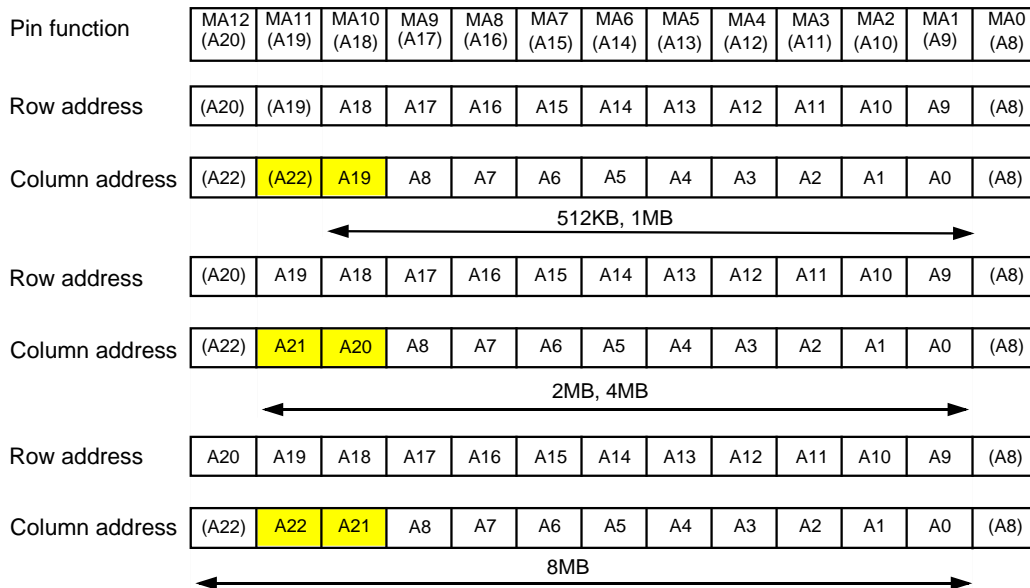 Pin function MA12 MA11 MA10 MA9 MA8 MA7 MA6 MA5 MA4 MA3 MA2 MA1 MA0
(A20) (A19) (A18) (A17) (A16) (A15) (A14) (A13) (A12) (A11) (A10) (A9) (A8)
Row address (A20) (A19) A18 A17 A16 A15 A14 A13 A12 A11 A10 A9 (A8)
Column address (A22) (A22) A19 A8 A7 A6 A5 A4 A3 A2 A1 A0 (A8)
512KB, 1MB
Row address (A20) A19 A18 A17 A16 A15 A14 A13 A12 A11 A10 A9 (A8)
Column address (A22) A21 A20 A8 A7 A6 A5 A4 A3 A2 A1 A0 (A8)
2MB, 4MB
Row address A20 A19 A18 A17 A16 A15 A14 A13 A12 A11 A10 A9 (A8)
Column address (A22) A22 A21 A8 A7 A6 A5 A4 A3 A2 A1 A0 (A8)
8MB